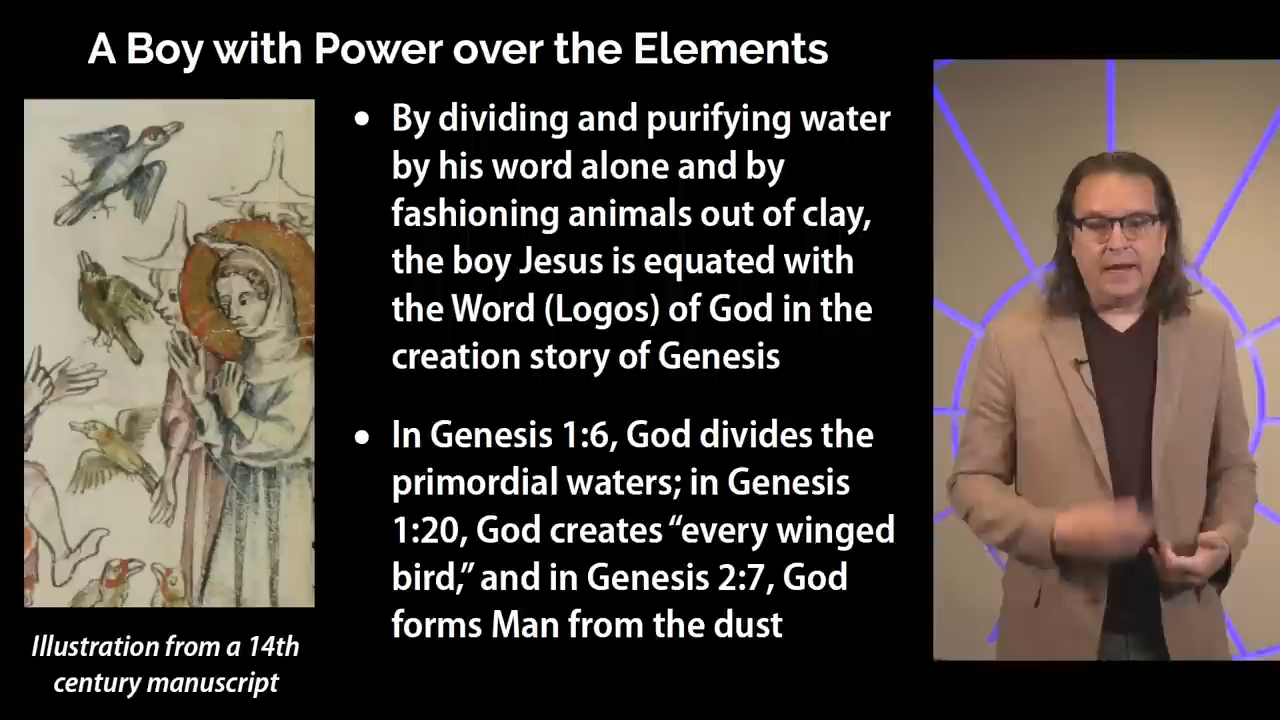 A Boy with Power over the Elements
• By dividing and purifying water
by his word alone and by
fashioning animals out of clay,
the boy Jesus is equated with
the Word (Logos) of God in the
creation story of Genesis
• In Genesis 1:6, God divides the
primordial waters; in Genesis
1:20, God creates “every winged
bird,” and in Genesis 2:7, God
forms Man from the dust
Illustration from a 14th
century manuscript